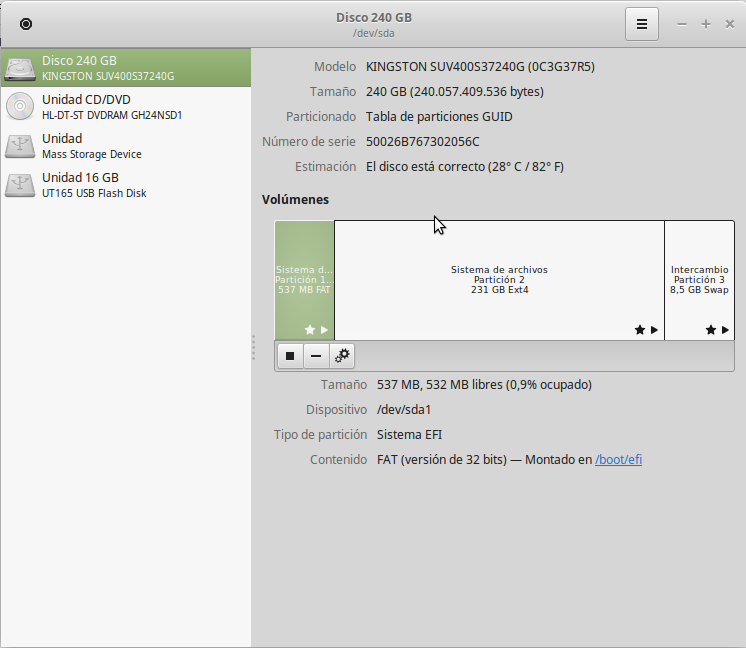 Disco 240 GB
/dev/sda
Disco 240 GB
KINGSTON SUV400S37240G
Unidad CD/DVD
HL-DT-ST DVDRAM GH24NSD1
Unidad
Mass Storage Device
Unidad 16 GB
UT165 USB Flash Disk
Modelo KINGSTON SUV400S37240G (0C3G37R5)
Tamaño 240 GB (240.057.409.536 bytes)
Particionado Tabla de particiones GUID
Número de serie 50026B767302056C
Estimación El disco está correcto (28° C / 82° F)
Volúmenes
Sistema d...
Partición 1...
537 MB FAT
Sistema de archivos
Partición 2
231 GB Ext4
Intercambio
Partición 3
8,5 GB Swap
Tamaño 537 MB, 532 MB libres (0,9% ocupado)
Dispositivo /dev/sda1
Tipo de partición Sistema EFI
Contenido FAT (versión de 32 bits) — Montado en /boot/efi